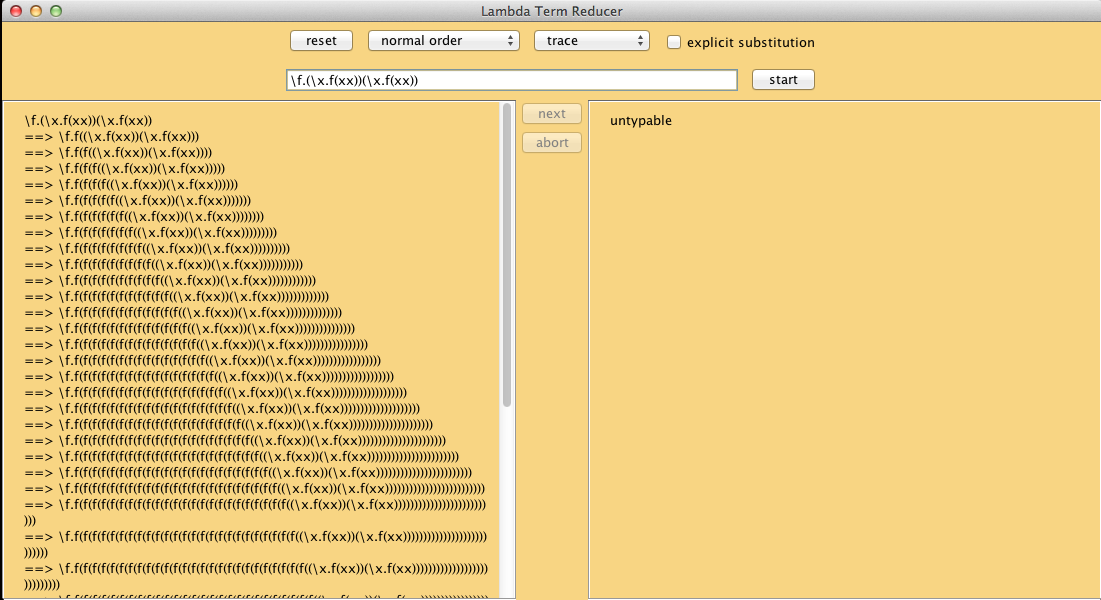 Lambda Term Reducer
reset normal order trace explicit substitution
\f.(\x.f(xx))(\x.f(xx)) start
\f.(\x.f(xx))(\x.f(xx))
==> \f.f((\x.f(xx))(\x.f(xx)))
==> \f.f(f((\x.f(xx))(\x.f(xx))))
==> \f.f(f(f((\x.f(xx))(\x.f(xx)))))
==> \f.f(f(f(f((\x.f(xx))(\x.f(xx))))))
==> \f.f(f(f(f(f((\x.f(xx))(\x.f(xx)))))))
==> \f.f(f(f(f(f(f((\x.f(xx))(\x.f(xx))))))))
==> \f.f(f(f(f(f(f(f((\x.f(xx))(\x.f(xx)))))))))
==> \f.f(f(f(f(f(f(f(f((\x.f(xx))(\x.f(xx))))))))))
==> \f.f(f(f(f(f(f(f(f(f((\x.f(xx))(\x.f(xx)))))))))))
==> \f.f(f(f(f(f(f(f(f(f(f((\x.f(xx))(\x.f(xx))))))))))))
==> \f.f(f(f(f(f(f(f(f(f(f(f((\x.f(xx))(\x.f(xx)))))))))))))
==> \f.f(f(f(f(f(f(f(f(f(f(f(f((\x.f(xx))(\x.f(xx))))))))))))))
==> \f.f(f(f(f(f(f(f(f(f(f(f(f(f((\x.f(xx))(\x.f(xx)))))))))))))))
==> \f.f(f(f(f(f(f(f(f(f(f(f(f(f(f((\x.f(xx))(\x.f(xx))))))))))))))))
==> \f.f(f(f(f(f(f(f(f(f(f(f(f(f(f(f((\x.f(xx))(\x.f(xx)))))))))))))))))
==> \f.f(f(f(f(f(f(f(f(f(f(f(f(f(f(f(f((\x.f(xx))(\x.f(xx))))))))))))))))))
==> \f.f(f(f(f(f(f(f(f(f(f(f(f(f(f(f(f(f((\x.f(xx))(\x.f(xx)))))))))))))))))))
==> \f.f(f(f(f(f(f(f(f(f(f(f(f(f(f(f(f(f(f((\x.f(xx))(\x.f(xx))))))))))))))))))))
==> \f.f(f(f(f(f(f(f(f(f(f(f(f(f(f(f(f(f(f(f((\x.f(xx))(\x.f(xx)))))))))))))))))))))
==> \f.f(f(f(f(f(f(f(f(f(f(f(f(f(f(f(f(f(f(f(f((\x.f(xx))(\x.f(xx))))))))))))))))))))))
==> \f.f(f(f(f(f(f(f(f(f(f(f(f(f(f(f(f(f(f(f(f(f((\x.f(xx))(\x.f(xx)))))))))))))))))))))))
==> \f.f(f(f(f(f(f(f(f(f(f(f(f(f(f(f(f(f(f(f(f(f(f((\x.f(xx))(\x.f(xx))))))))))))))))))))))))
==> \f.f(f(f(f(f(f(f(f(f(f(f(f(f(f(f(f(f(f(f(f(f(f(f((\x.f(xx))(\x.f(xx)))))))))))))))))))))))))
==> \f.f(f(f(f(f(f(f(f(f(f(f(f(f(f(f(f(f(f(f(f(f(f(f(f((\x.f(xx))(\x.f(xx)))))))))))))))))))))))
)))
==> \f.f(f(f(f(f(f(f(f(f(f(f(f(f(f(f(f(f(f(f(f(f(f(f(f(f((\x.f(xx))(\x.f(xx)))))))))))))))))))))
))))))
==> \f.f(f(f(f(f(f(f(f(f(f(f(f(f(f(f(f(f(f(f(f(f(f(f(f(f(f((\x.f(xx))(\x.f(xx)))))))))))))))))))
)))))))))
next
abort
untypable